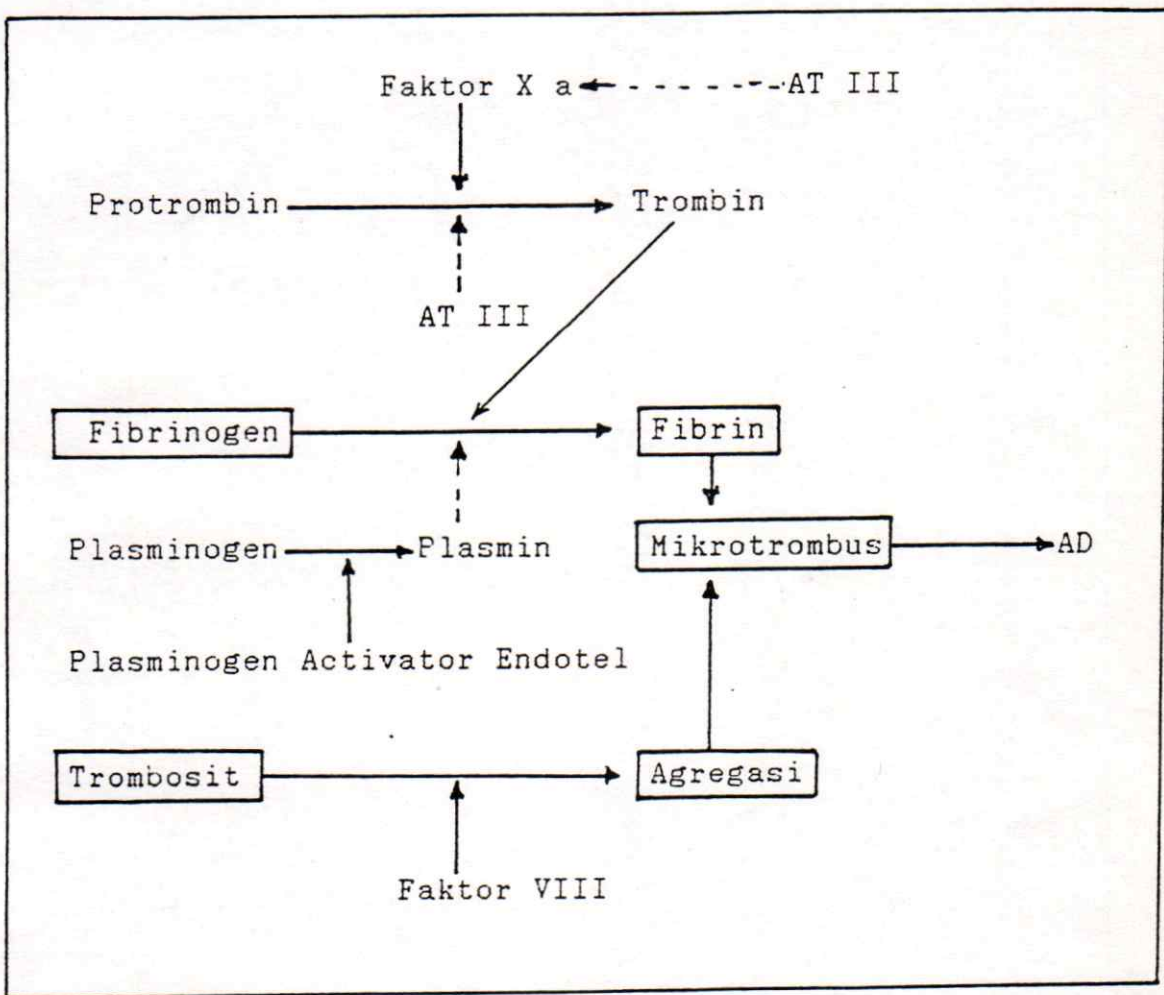 Faktor X a AT III
Protrombin Trombin
AT III
Fibrinogen Fibrin
Plasminogen Plasmin Mikrotrombus AD
Plasminogen Activator Endotel
Trombosit Agregasi
Faktor VIII